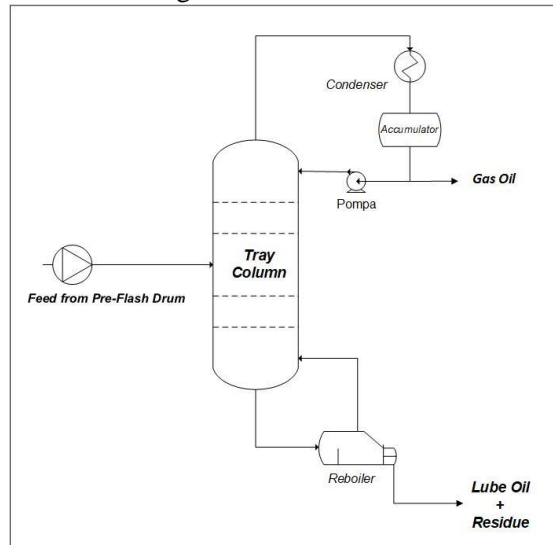 Condenser
Accumulator
Gas Oil
Pompa
Tray
Column
Feed from Pre-Flash Drum
Reboiler
Lube Oil
+
Residue